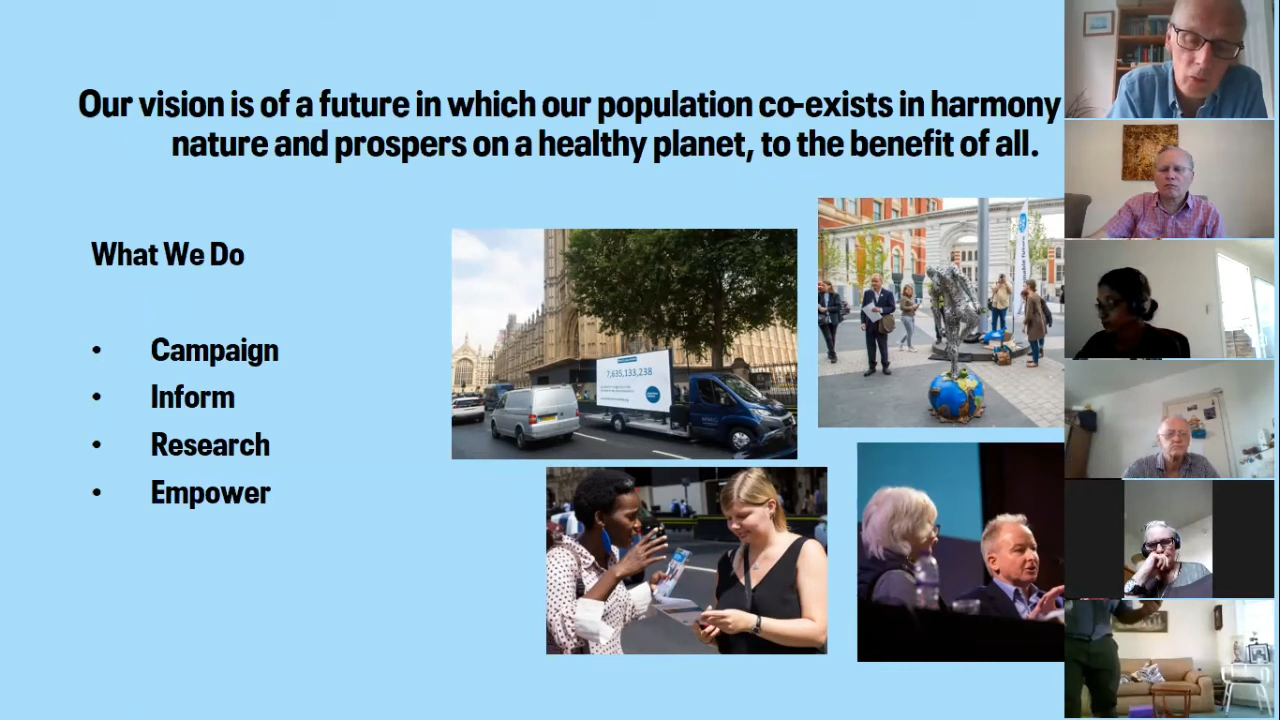 Our vision is of a future in which our population co-exists in harmony
nature and prospers on a healthy planet, to the benefit of all.
What We Do
• Campaign
• Inform
• Research
• Empower
7,635,133,238